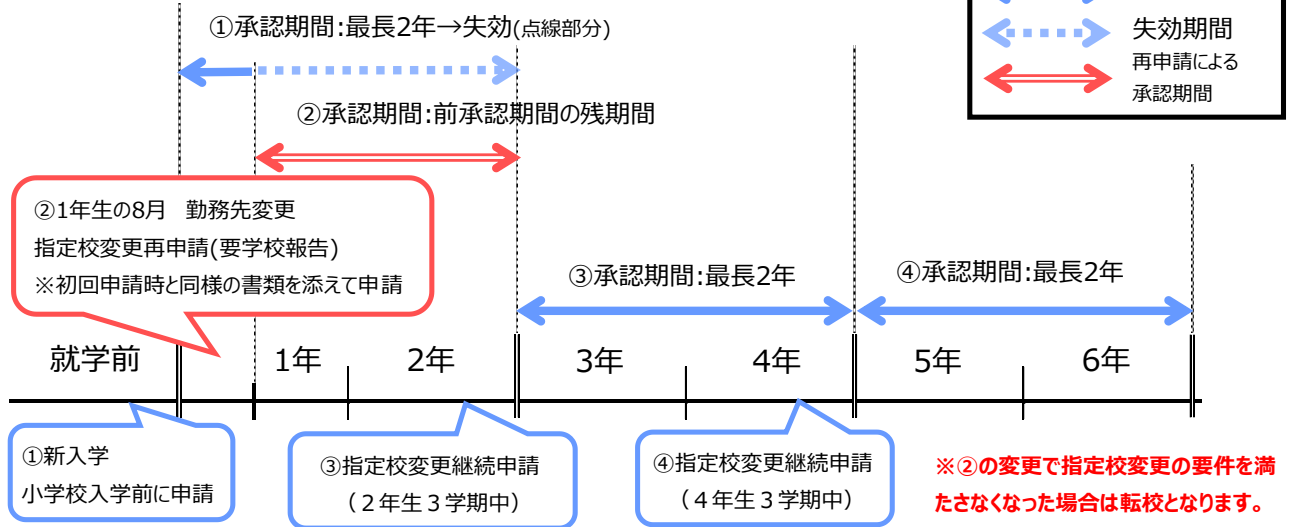 ①承認期間:最長2年→失効(点線部分)
失効期間
再申請による
承認期間
②承認期間:前承認期間の残期間
②1年生の8月 勤務先変更
指定校変更再申請(要学校報告)
※初回申請時と同様の書類を添えて申請
③承認期間:最長2年
④承認期間:最長2年
就学前
1年
2年
3年
4年
5年
6年
①新入学
小学校入学前に申請
③指定校変更継続申請
(2年生3学期中)
④指定校変更継続申請
(4年生3学期中)
※②の変更で指定校変更の要件を満
たさなくなった場合は転校となります。